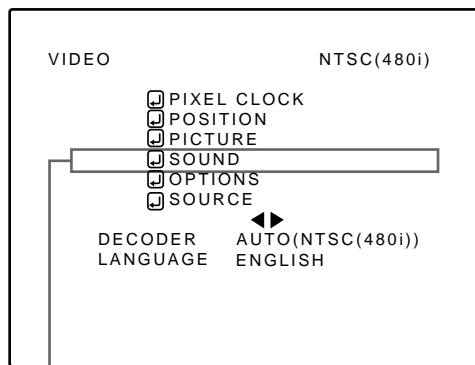 VIDEO NTSC(480i)
PIXEL CLOCK
POSITION
PICTURE
SOUND
OPTIONS
SOURCE
DECODER AUTO(NTSC(480i))
LANGUAGE ENGLISH